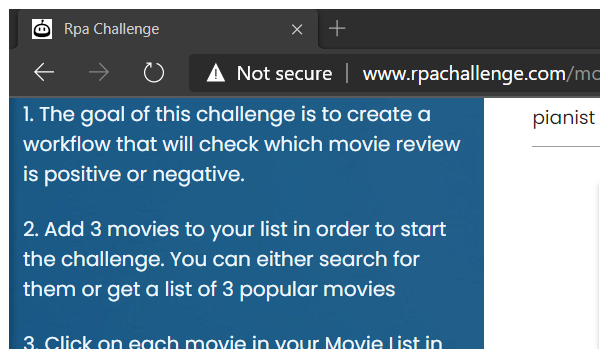 Rpa Challenge
Not secure | www.rpachallenge.com/mo
1. The goal of this challenge is to create a
workflow that will check which movie review
is positive or negative.
2. Add 3 movies to your list in order to start
the challenge. You can either search for
them or get a list of 3 popular movies
3. Click on each movie in your Movie List in
pianist